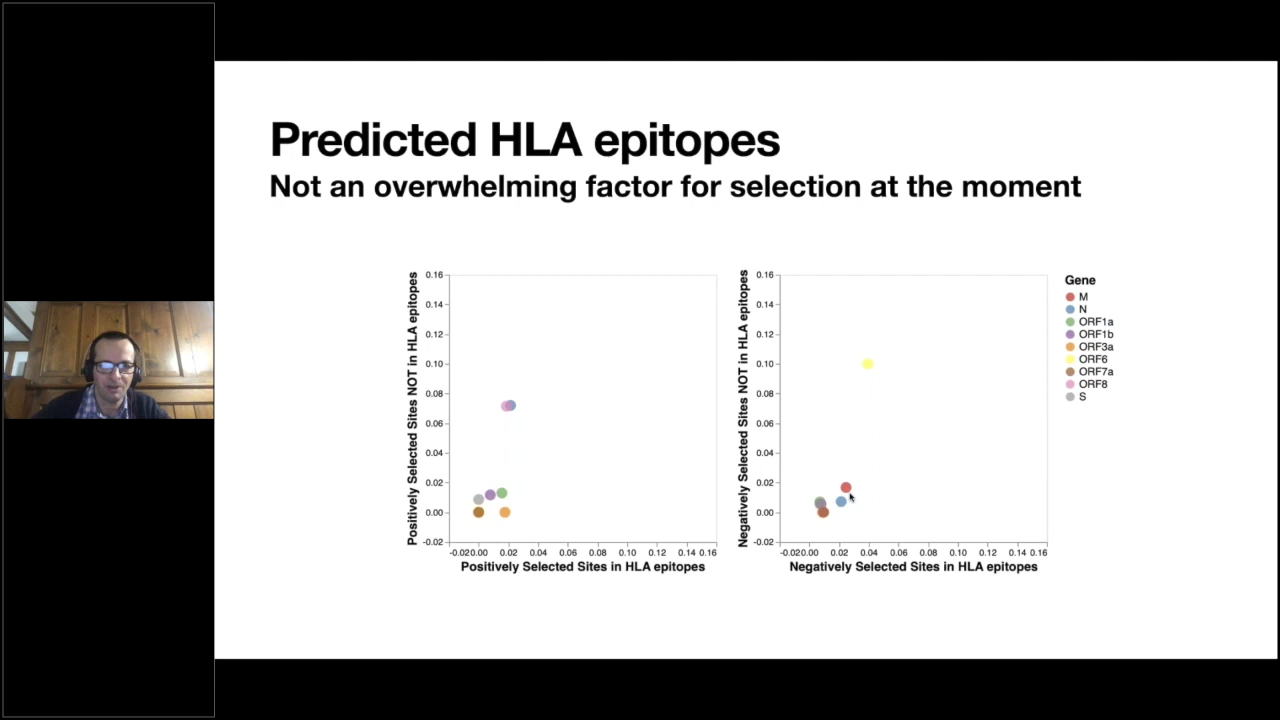 Predicted HLA epitopes
Not an overwhelming factor for selection at the moment
Positively Selected Sites NOT in HLA epitopes
0.16
0.14
0.12
0.10
0.08
0.06
0.04
0.02
0.00
-0.02
-0.02 0.00 0.02 0.04 0.06 0.08 0.10 0.12 0.14 0.16
Positively Selected Sites in HLA epitopes
Negatively Selected Sites NOT in HLA epitopes
0.16
0.14
0.12
0.10
0.08
0.06
0.04
0.02
0.00
-0.02
-0.02 0.00 0.02 0.04 0.06 0.08 0.10 0.12 0.14 0.16
Negatively Selected Sites in HLA epitopes
Gene
M
N
ORF1a
ORF1b
ORF3a
ORF6
ORF7a
ORF8
S